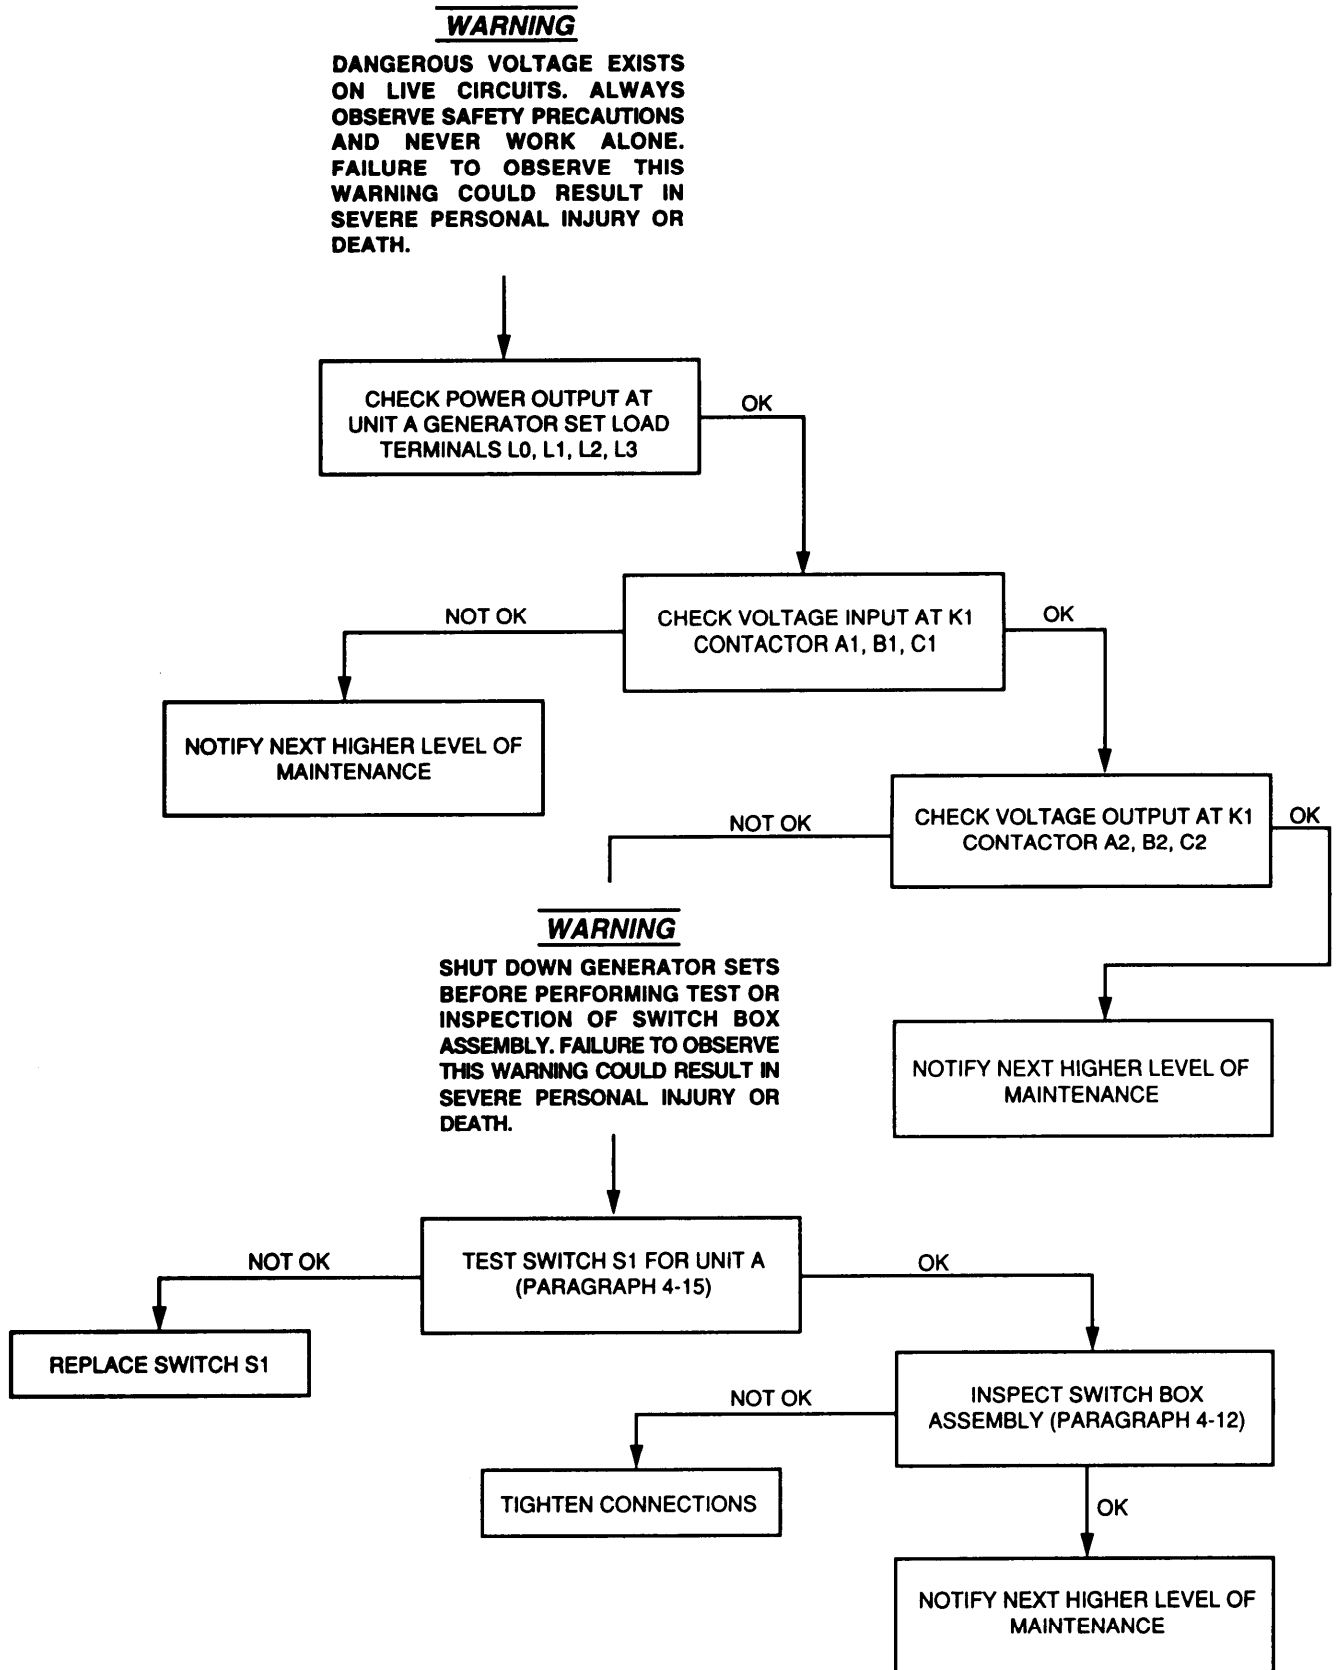 WARNING
DANGEROUS VOLTAGE EXISTS
ON LIVE CIRCUITS. ALWAYS
OBSERVE SAFETY PRECAUTIONS
AND NEVER WORK ALONE.
FAILURE TO OBSERVE THIS
WARNING COULD RESULT IN
SEVERE PERSONAL INJURY OR
DEATH.
CHECK POWER OUTPUT AT
UNIT A GENERATOR SET LOAD
TERMINALS L0, L1, L2, L3
OK
CHECK VOLTAGE INPUT AT K1
CONTACTOR A1, B1, C1
NOT OK
OK
NOTIFY NEXT HIGHER LEVEL OF
MAINTENANCE
CHECK VOLTAGE OUTPUT AT K1
CONTACTOR A2, B2, C2
NOT OK
OK
WARNING
SHUT DOWN GENERATOR SETS
BEFORE PERFORMING TEST OR
INSPECTION OF SWITCH BOX
ASSEMBLY. FAILURE TO OBSERVE
THIS WARNING COULD RESULT IN
SEVERE PERSONAL INJURY OR
DEATH.
NOTIFY NEXT HIGHER LEVEL OF
MAINTENANCE
TEST SWITCH S1 FOR UNIT A
(PARAGRAPH 4-15)
NOT OK
OK
REPLACE SWITCH S1
INSPECT SWITCH BOX
ASSEMBLY (PARAGRAPH 4-12)
NOT OK
TIGHTEN CONNECTIONS
OK
NOTIFY NEXT HIGHER LEVEL OF
MAINTENANCE